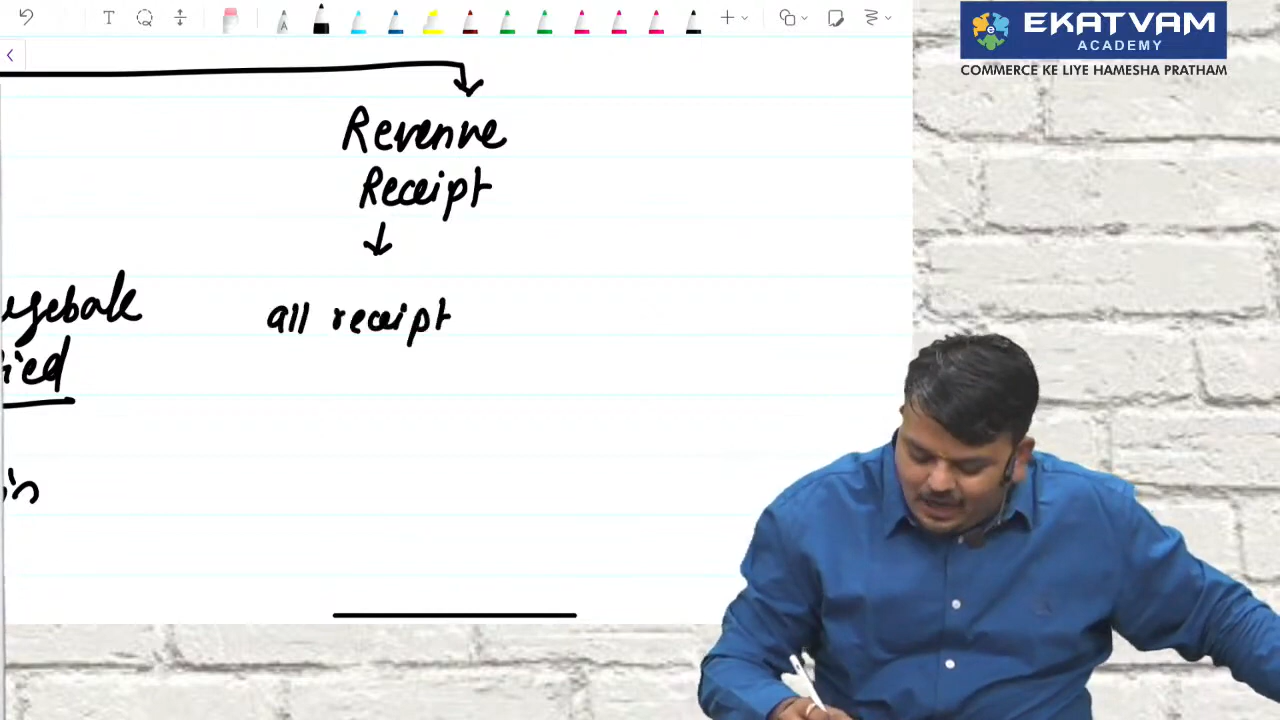 EKATVAM
ACADEMY
COMMERCE KE LIYE HAMESHA PRATHAM
Revenue
Receipt
all receipt